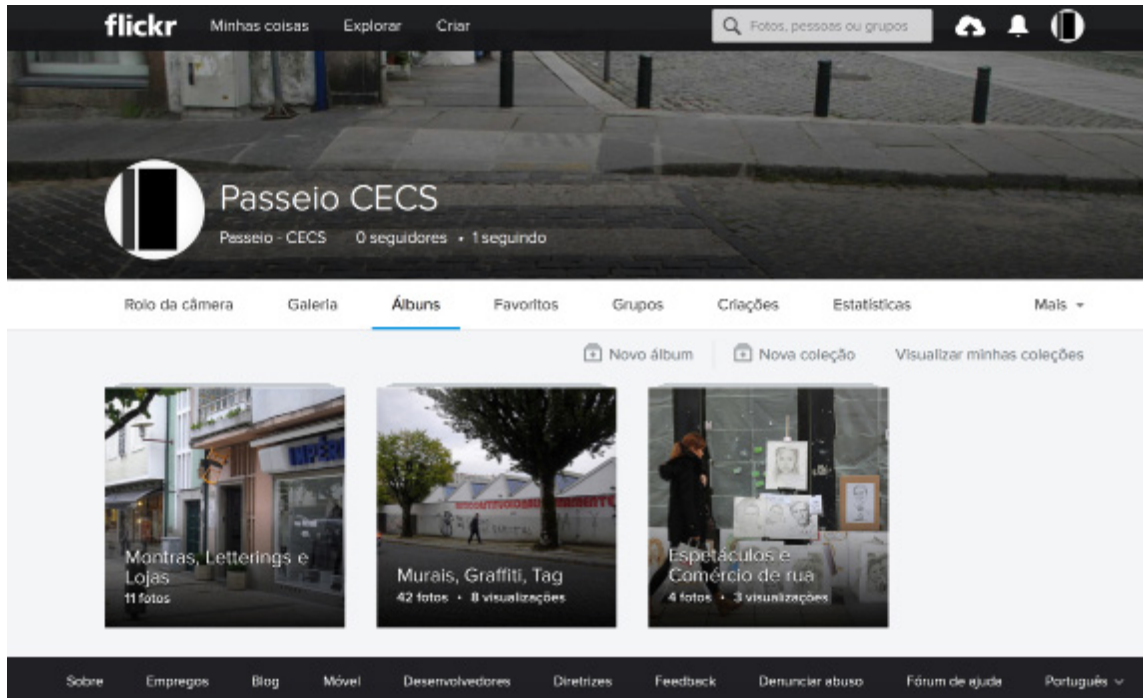 flickr Minhas coisas Explorar Criar Fotos, pessoas ou grupos
Passeio CECS
Passeio - CECS 0 seguidores • 1 seguindo
Rolo da câmera Galeria Álbuns Favoritos Grupos Criações Estatísticas Mais
Novo álbum Nova coleção Visualizar minhas coleções
IMPÉR
Montras, Letterings e
Lojas
11 fotos
Murais, Graffiti, Tag
42 fotos • 8 visualizações
Espetáculos e
Comércio de rua
4 fotos • 3 visualizações
Sobre Empregos Blog Móvel Desenvolvedores Diretrizes Feedback Denunciar abuso Fórum de ajuda Português